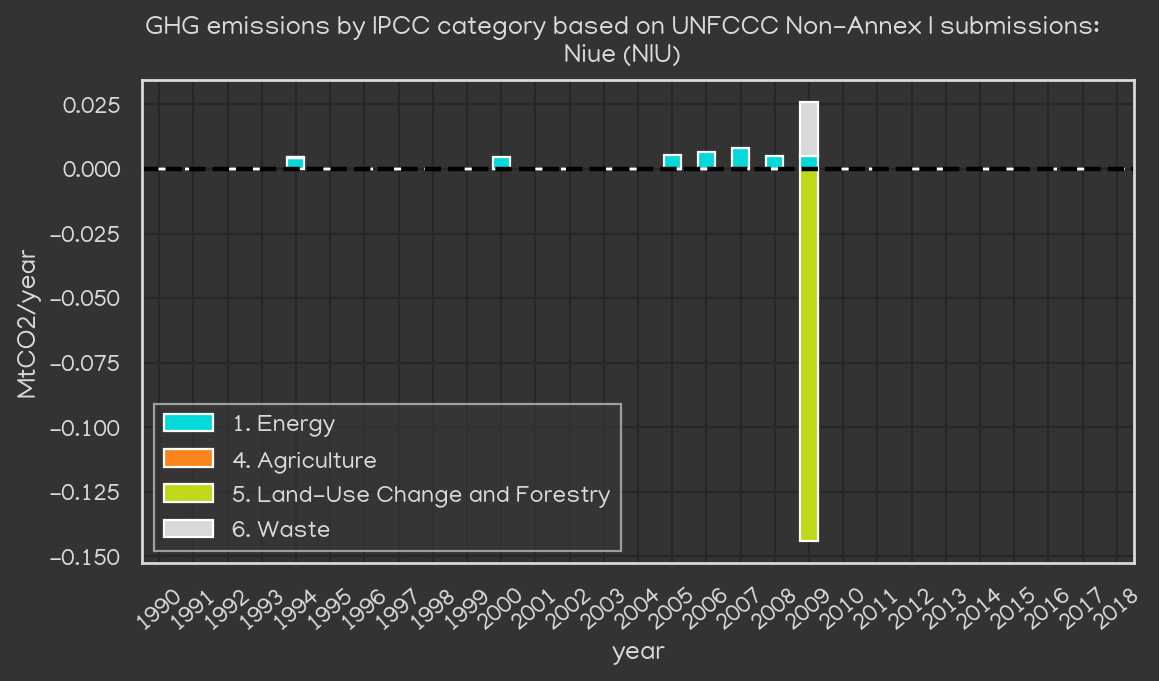 GHG emissions by IPCC category based on UNFCCC Non-Annex I submissions:
Niue (NIU)
0.025
0.000
-0.025
-0.050
-0.075
-0.100
-0.125
-0.150
MtCO2/year
1. Energy
4. Agriculture
5. Land-Use Change and Forestry
6. Waste
1990 1991 1992 1993 1994 1995 1996 1997 1998 1999 2000 2001 2002 2003 2004 2005 2006 2007 2008 2009 2010 2011 2012 2013 2014 2015 2016 2017 2018
year